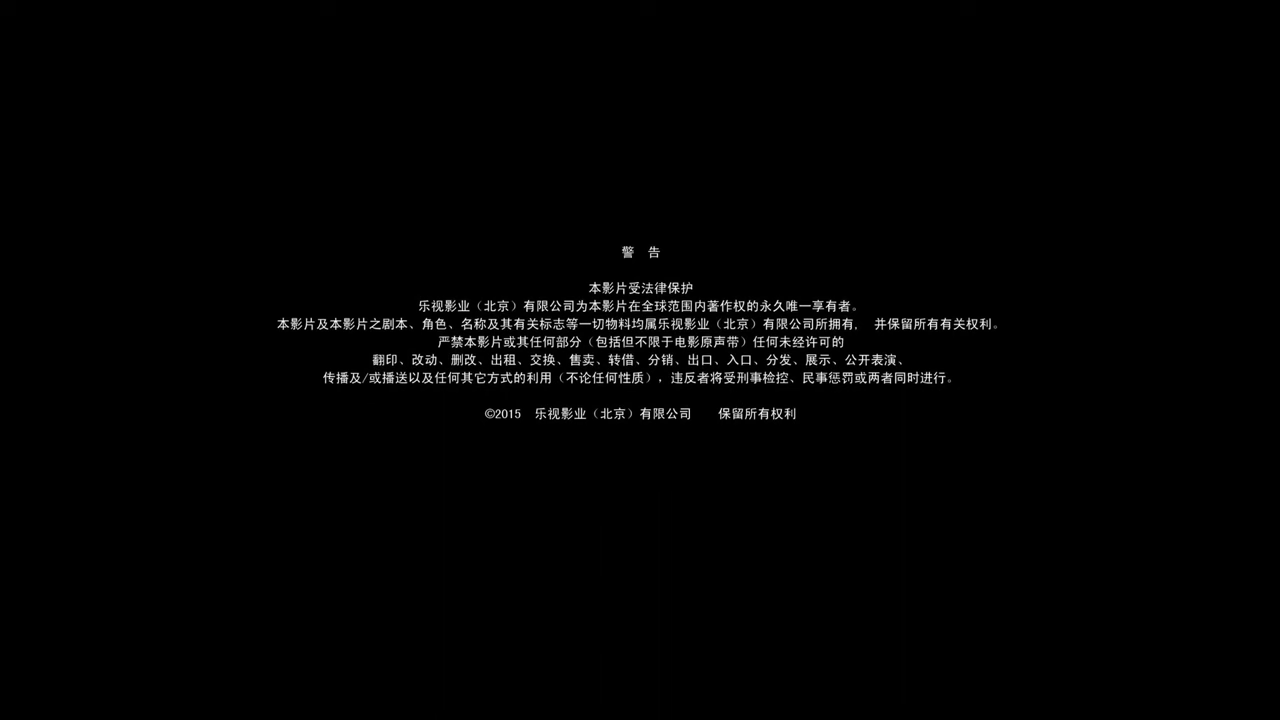 警 告
本影片受法律保护
乐视影业（北京）有限公司为本影片在全球范围内著作权的永久唯一享有者。
本影片及本影片之剧本、角色、名称及其有关标志等一切物料均属乐视影业（北京）有限公司所拥有， 并保留所有有关权利。
严禁本影片或其任何部分（包括但不限于电影原声带）任何未经许可的
翻印、改动、删改、出租、交换、售卖、转借、分销、出口、入口、分发、展示、公开表演、
传播及/或播送以及任何其它方式的利用（不论任何性质），违反者将受刑事检控、民事惩罚或两者同时进行。
©2015 乐视影业（北京）有限公司 保留所有权利